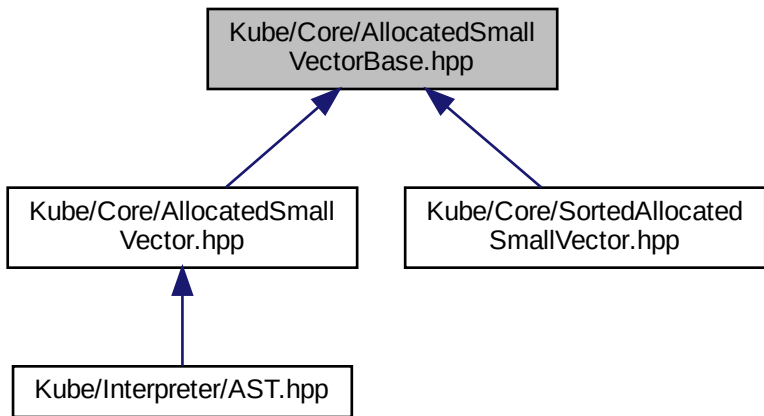 Kube/Core/AllocatedSmall
VectorBase.hpp
Kube/Core/AllocatedSmall
Vector.hpp
Kube/Core/SortedAllocated
SmallVector.hpp
Kube/Interpreter/AST.hpp